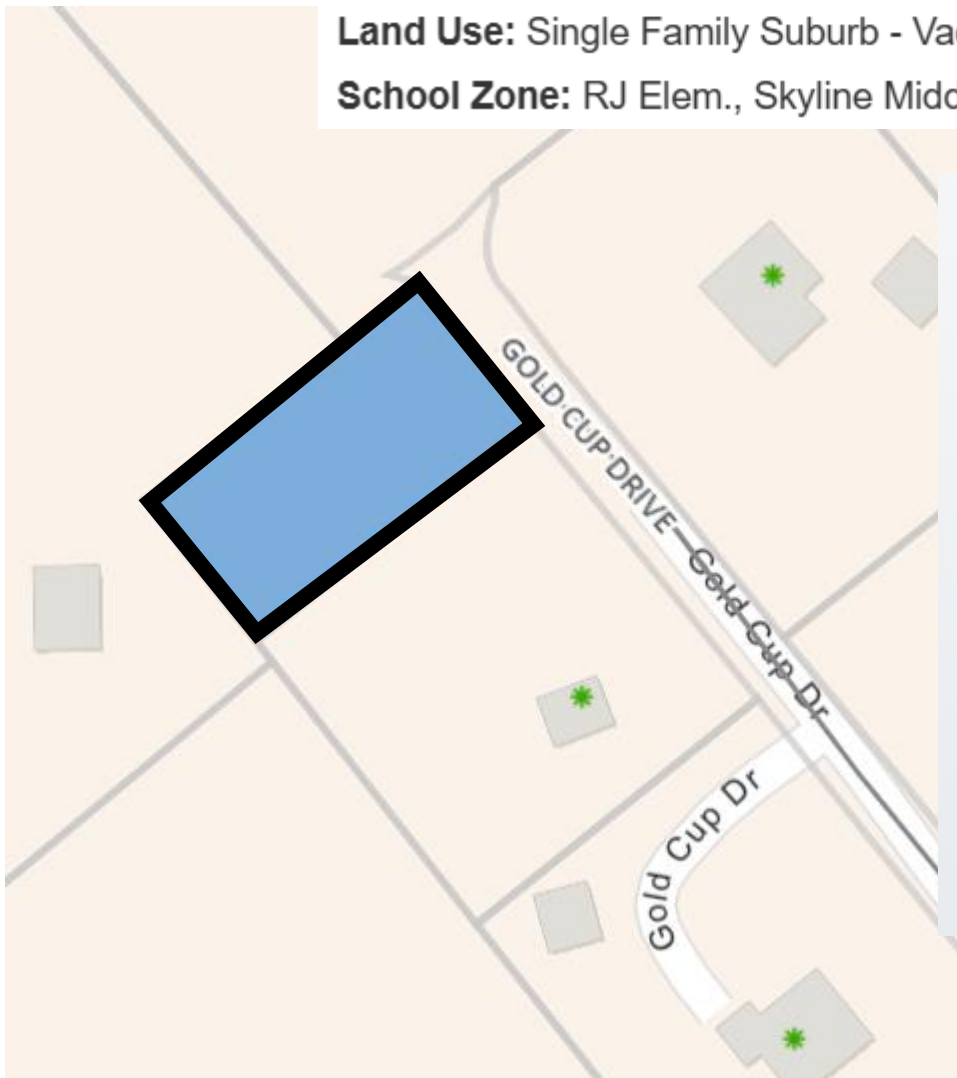 Land Use: Single Family Suburb - Va
School Zone: RJ Elem., Skyline Midd
GOLD CUP DRIVE
Gold Cup Dr
Gold Cup Dr